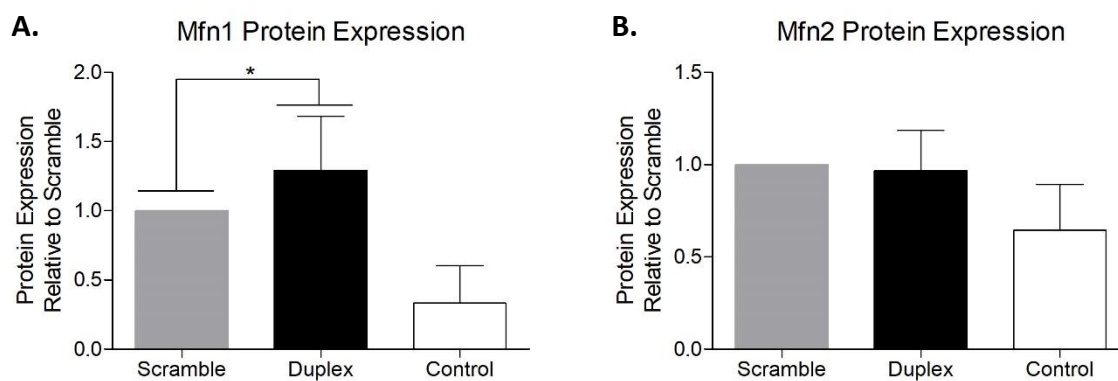 A.
Mfn1 Protein Expression
Protein Expression
Relative to Scramble
2.0
1.5
1.0
0.5
0.0
*
Scramble
Duplex
Control
B.
Mfn2 Protein Expression
Protein Expression
Relative to Scramble
1.5
1.0
0.5
0.0
Scramble
Duplex
Control